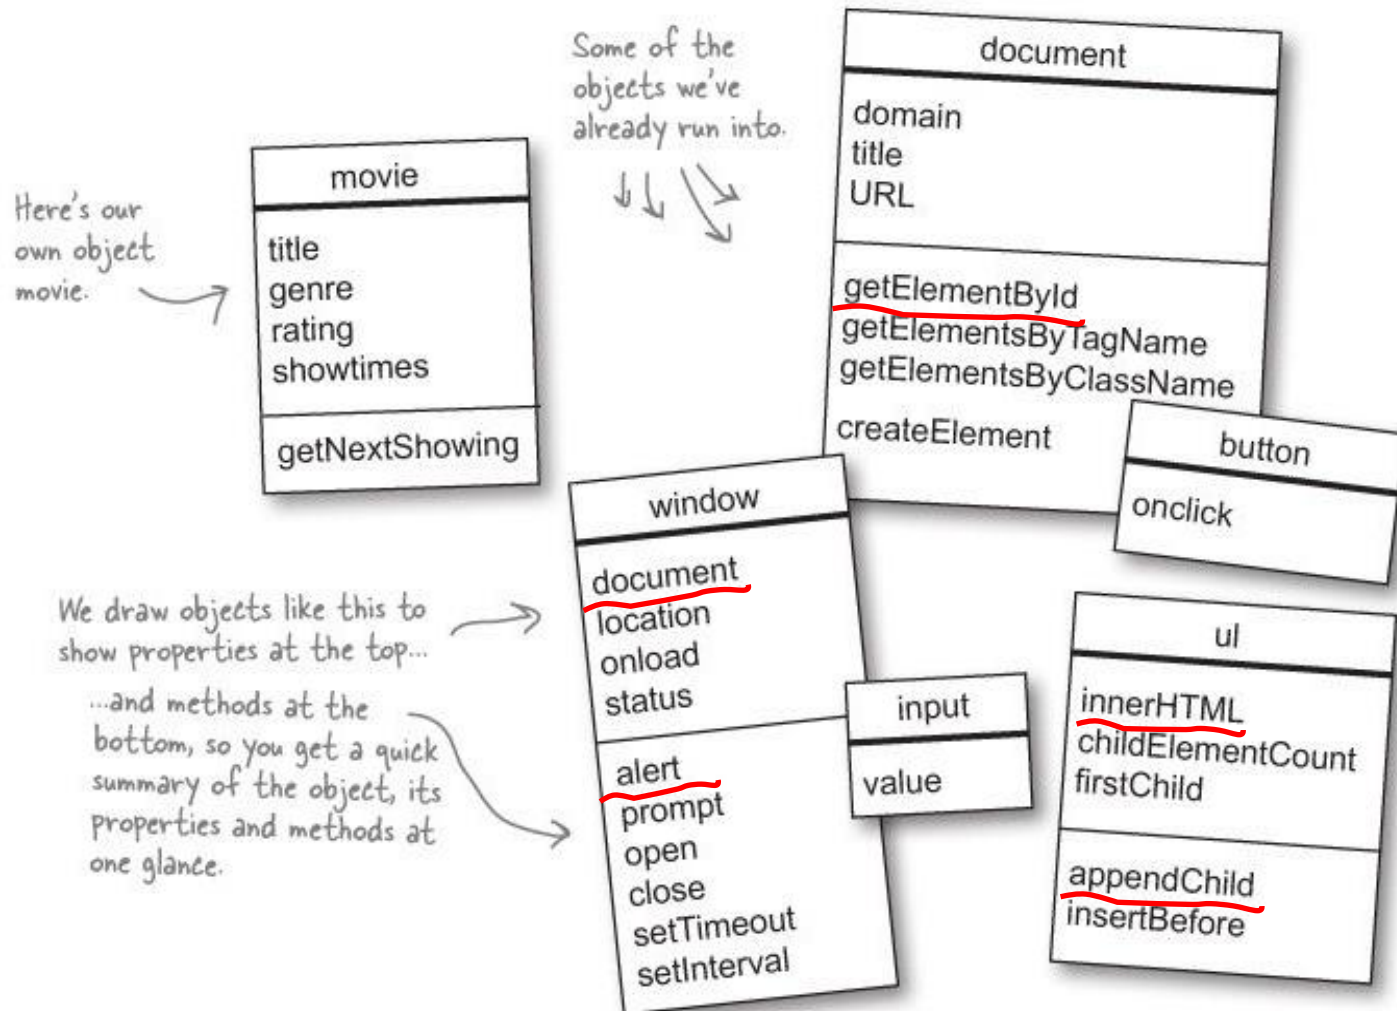 Some of the
objects we've
already run into.
document
domain
title
URL
getElementById
getElementsByTagName
getElementsByClassName
createElement
Here's our
own object
movie.
movie
title
genre
rating
showtimes
getNextShowing
button
onclick
window
document
location
onload
status
alert
prompt
open
close
setTimeout
setInterval
We draw objects like this to
show properties at the top...
...and methods at the
bottom, so you get a quick
summary of the object, its
properties and methods at
one glance.
input
value
ul
innerHTML
childElementCount
firstChild
appendChild
insertBefore